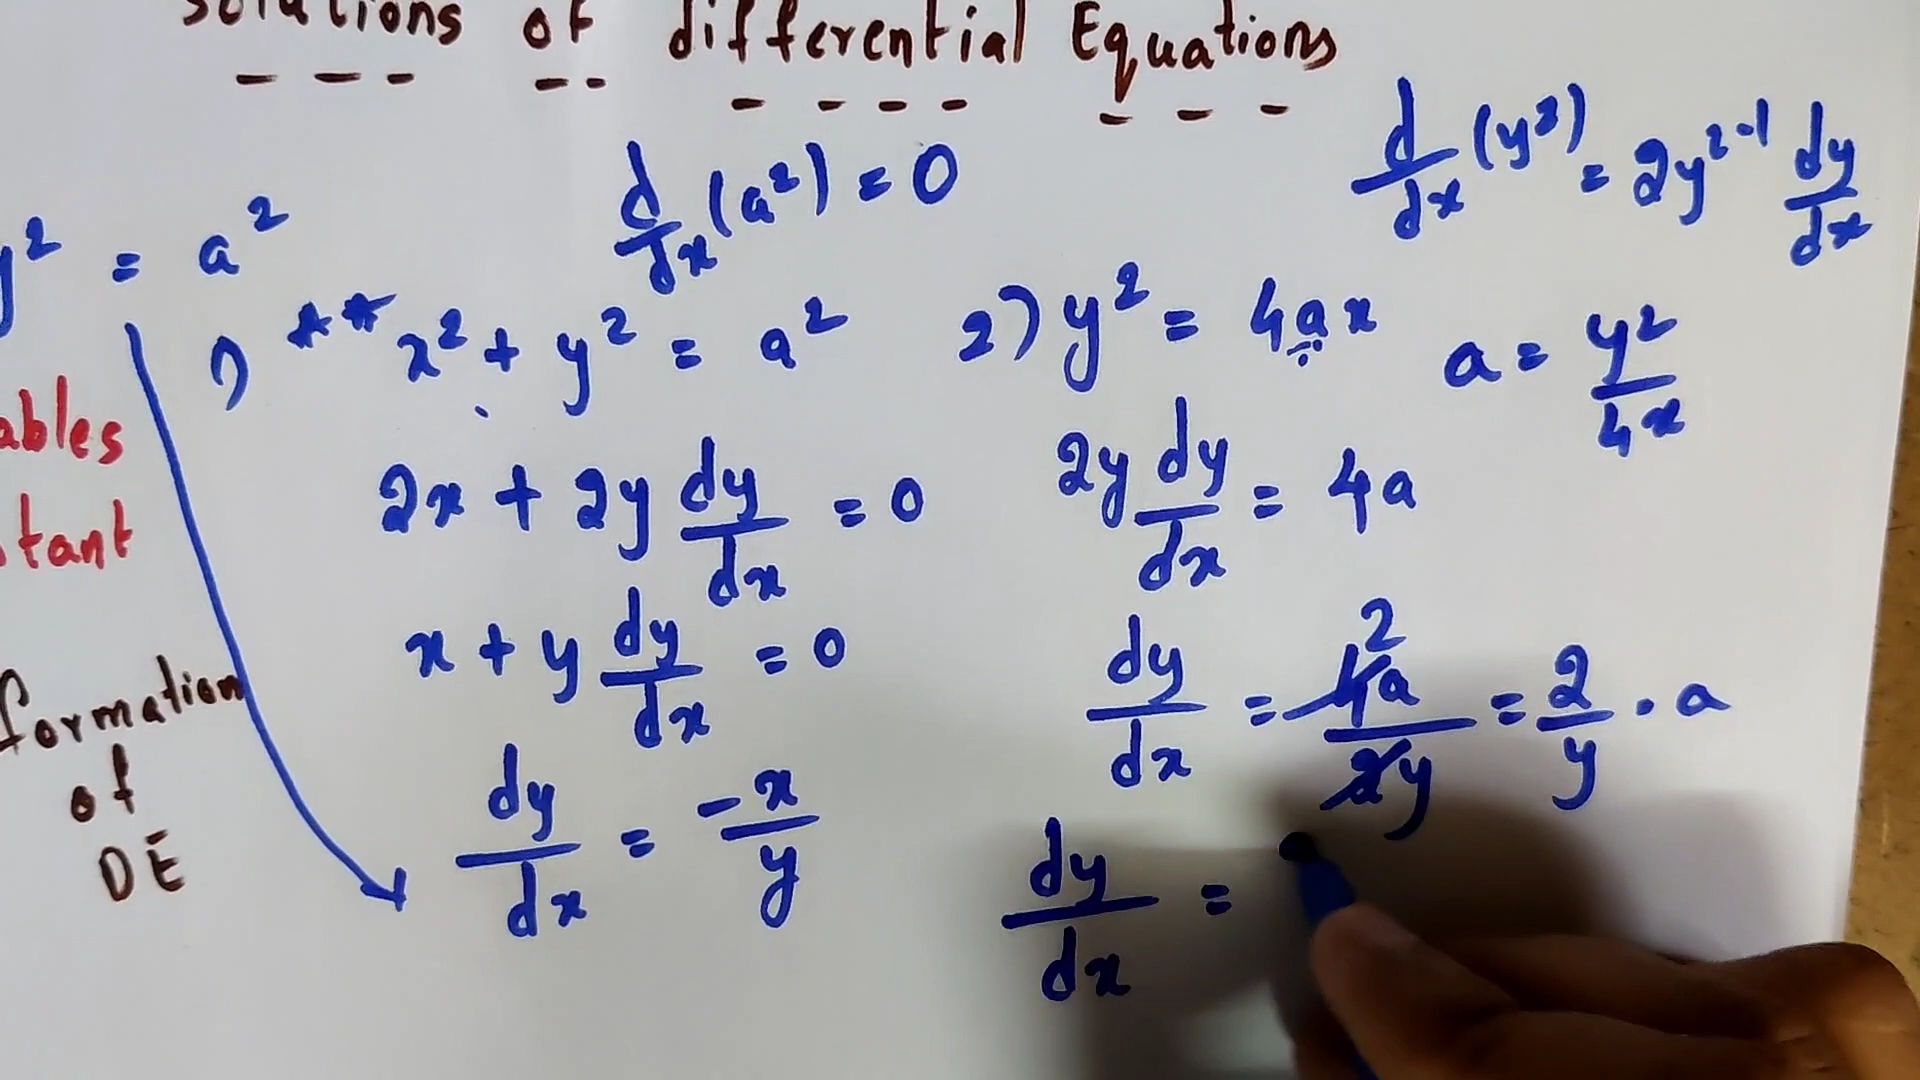 solutions of differential Equations
y² = a²
d/dx (a²) = 0
d/dx (y²) = 2y²⁻¹ dy/dx
1) ** x² + y² = a²
2x + 2y dy/dx = 0
x + y dy/dx = 0
dy/dx = -x/y
2) y² = 4ax
a = y²/4x
2y dy/dx = 4a
dy/dx = 4a/2y = 2/y · a
2
dy/dx =
ables
tant
formation
of
DE